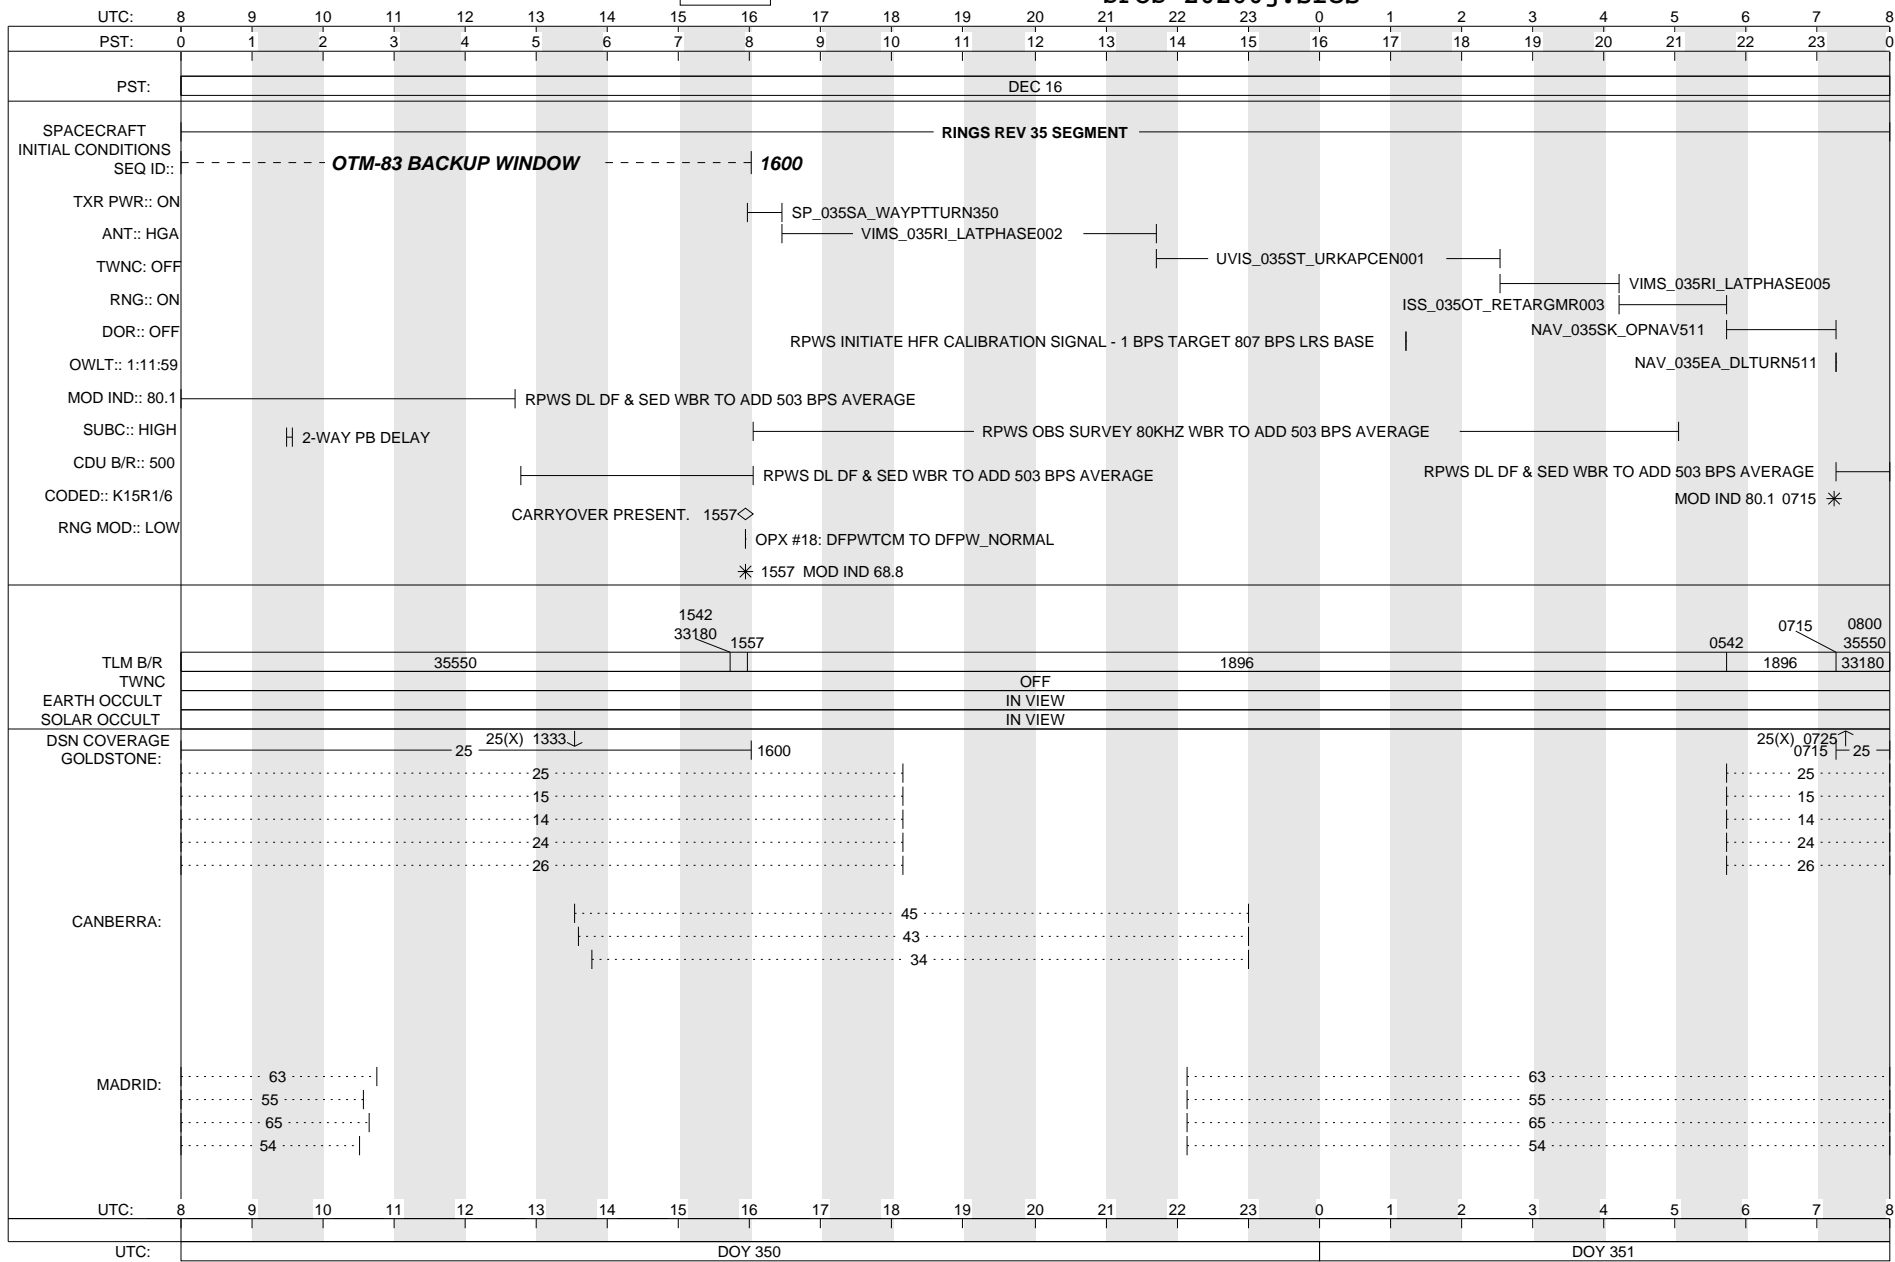 UTC: 8 9 10 11 12 13 14 15 16 17 18 19 20 21 22 23 0 1 2 3 4 5 6 7 8
PST: 0 1 2 3 4 5 6 7 8 9 10 11 12 13 14 15 16 17 18 19 20 21 22 23 0
PST: DEC 16
SPACECRAFT
INITIAL CONDITIONS
SEQ ID::
RINGS REV 35 SEGMENT
OTM-83 BACKUP WINDOW 1600
TXR PWR:: ON
SP_035SA_WAYPTTURN350
ANT:: HGA
VIMS_035RI_LATPHASE002
TWNC: OFF
UVIS_035ST_URKAPCEN001
VIMS_035RI_LATPHASE005
RNG:: ON
ISS_035OT_RETARGMR003
DOR:: OFF
NAV_035SK_OPNAV511
RPWS INITIATE HFR CALIBRATION SIGNAL - 1 BPS TARGET 807 BPS LRS BASE
OWLT:: 1:11:59
NAV_035EA_DLTURN511
MOD IND:: 80.1
RPWS DL DF & SED WBR TO ADD 503 BPS AVERAGE
SUBC:: HIGH
2-WAY PB DELAY
RPWS OBS SURVEY 80KHZ WBR TO ADD 503 BPS AVERAGE
CDU B/R:: 500
RPWS DL DF & SED WBR TO ADD 503 BPS AVERAGE
RPWS DL DF & SED WBR TO ADD 503 BPS AVERAGE
CODED:: K15R1/6
MOD IND 80.1 0715
CARRYOVER PRESENT. 1557
RNG MOD:: LOW
OPX #18: DFPWTCM TO DFPW_NORMAL
1557 MOD IND 68.8
1542
33180
1557
0542
0715
0800
35550
TLM B/R 35550 1896 1896 33180
TWNC OFF
EARTH OCCULT IN VIEW
SOLAR OCCULT IN VIEW
DSN COVERAGE
GOLDSTONE:
25(X) 1333
25 1600
25(X) 0725
0715 25
25 25
15 15
14 14
24 24
26 26
CANBERRA:
45
43
34
MADRID:
63 63
55 55
65 65
54 54
UTC: 8 9 10 11 12 13 14 15 16 17 18 19 20 21 22 23 0 1 2 3 4 5 6 7 8
UTC: DOY 350 DOY 351